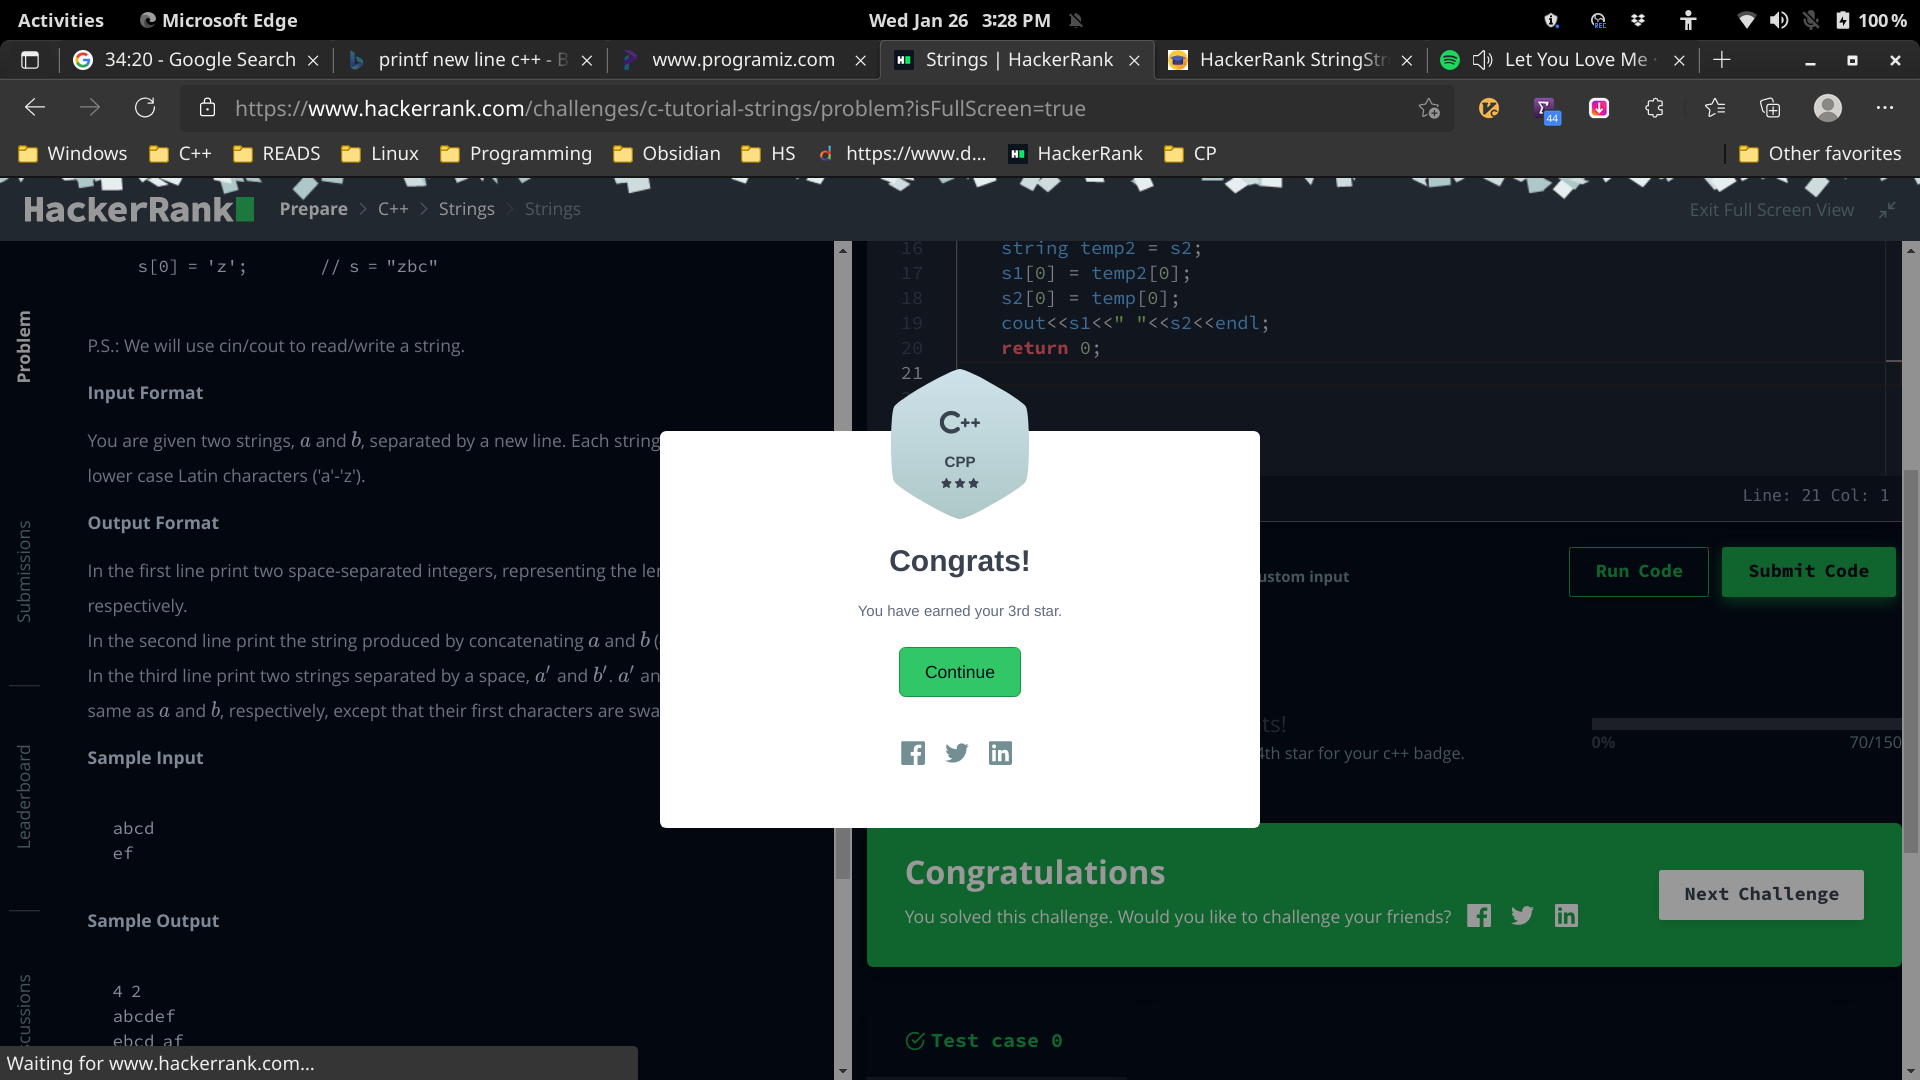 Activities
Microsoft Edge
Wed Jan 26 3:28 PM
100 %
34:20 - Google Search
printf new line c++ - B
www.programiz.com
Strings | HackerRank
HackerRank StringStr
Let You Love Me ·
https://www.hackerrank.com/challenges/c-tutorial-strings/problem?isFullScreen=true
44
Windows
C++
READS
Linux
Programming
Obsidian
HS
https://www.d...
HackerRank
CP
Other favorites
HackerRank
Prepare > C++ > Strings > Strings
Exit Full Screen View
Problem
Submissions
Leaderboard
cussions
s[0] = 'z';       // s = "zbc"
P.S.: We will use cin/cout to read/write a string.
Input Format
You are given two strings, a and b, separated by a new line. Each string
lower case Latin characters ('a'-'z').
Output Format
In the first line print two space-separated integers, representing the ler
respectively.
In the second line print the string produced by concatenating a and b (
In the third line print two strings separated by a space, a′ and b′. a′ an
same as a and b, respectively, except that their first characters are swa
Sample Input
abcd
ef
Sample Output
4 2
abcdef
ebcd af
Waiting for www.hackerrank.com...
16 string temp2 = s2;
17 s1[0] = temp2[0];
18 s2[0] = temp[0];
19 cout<<s1<<" "<<s2<<endl;
20 return 0;
21
Line: 21 Col: 1
ustom input
Run Code
Submit Code
C++
CPP
Congrats!
You have earned your 3rd star.
Continue
ts!
4th star for your c++ badge.
0%
70/150
Congratulations
You solved this challenge. Would you like to challenge your friends?
Next Challenge
Test case 0